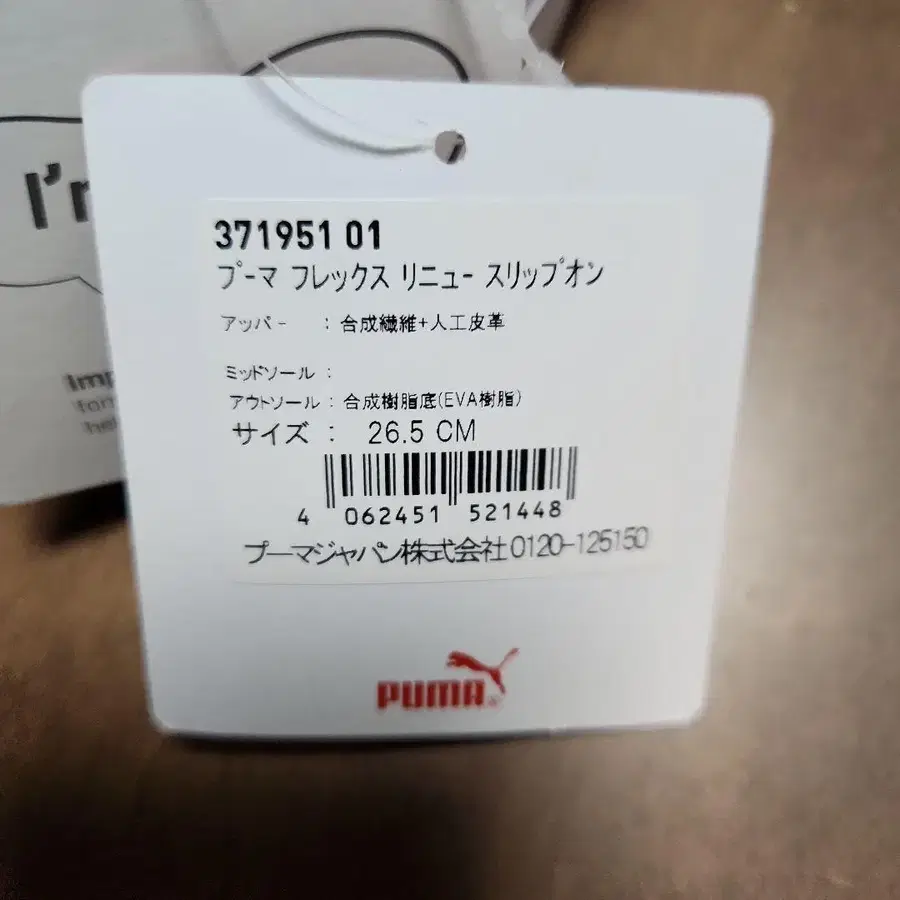 I'
371951 01
プーマ フレックス リニュー スリップオン
アッパー : 合成繊維+人工皮革
ミッドソール :
アウトソール : 合成樹脂底(EVA樹脂)
サイズ : 26.5 CM
4 062451 521448
プーマジャパン株式会社 0120-125150
PUMA